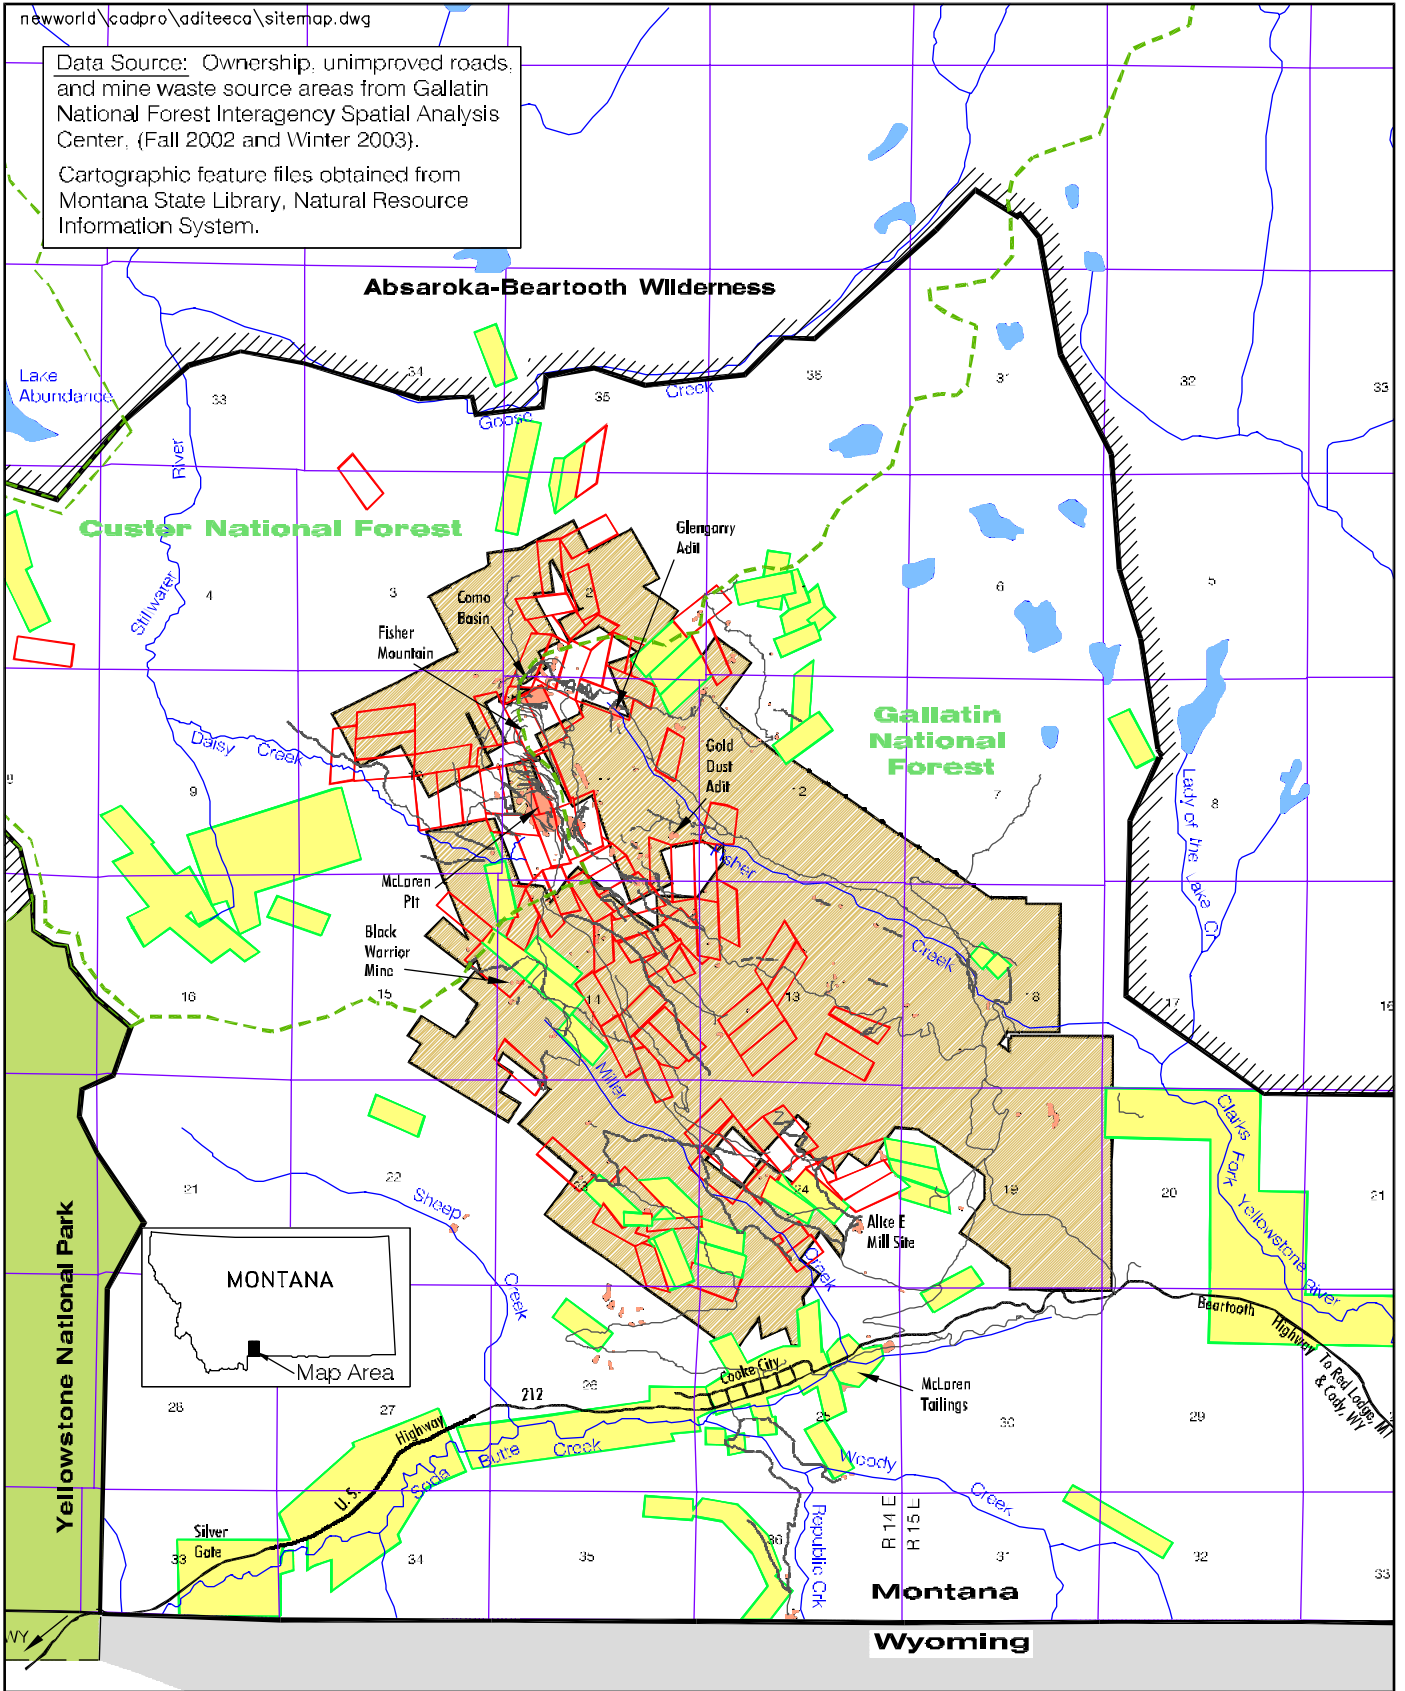 newworld\cadpro\aditeeca\sitemap.dwg
Data Source: Ownership, unimproved roads,
and mine waste source areas from Gallatin
National Forest Interagency Spatial Analysis
Center, (Fall 2002 and Winter 2003).
Cartographic feature files obtained from
Montana State Library, Natural Resource
Information System.
Absaroka-Beartooth Wilderness
Lake
Abundance
33
34
35
Goose
Creek
36
31
32
33
River
Stillwater
Custer National Forest
Glengarry
Adit
Como
Basin
Fisher
Mountain
4
3
2
6
5
Daisy Creek
9
10
Gold
Dust
Adit
12
Gallatin
National
Forest
7
8
Lady of the Lake Cr
McLaren
Pit
Fisher
Creek
Black
Warrior
Mine
16
15
14
13
18
17
16
Miller
Creek
21
22
23
24
19
20
21
Sheep
Creek
Alice E
Mill Site
Clarks
Fork
Yellowstone
River
Yellowstone National Park
MONTANA
Map Area
Beartooth
Highway
To Red Lodge, MT
& Cody, WY
Cooke City
McLaren
Tailings
28
27
26
25
30
29
212
Highway
U.S.
Soda
Butte
Creek
Woody
Creek
Republic Crk
R 14 E
R 15 E
Silver
Gate
33
34
35
36
31
32
33
Montana
Wyoming
WY